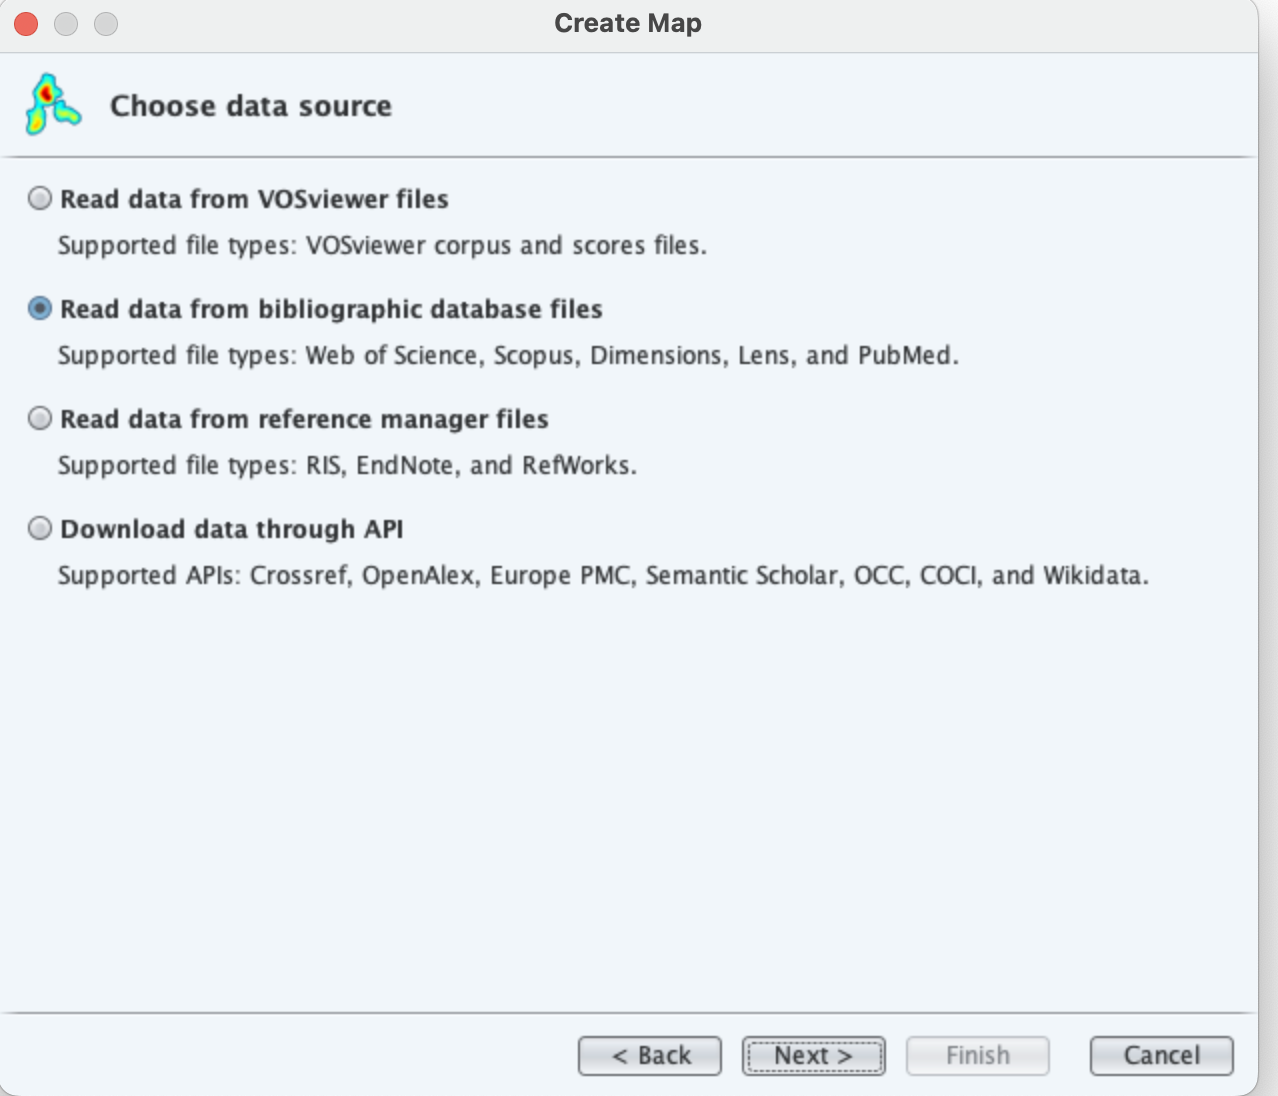 Create Map
Choose data source
Read data from VOSviewer files
Supported file types: VOSviewer corpus and scores files.
Read data from bibliographic database files
Supported file types: Web of Science, Scopus, Dimensions, Lens, and PubMed.
Read data from reference manager files
Supported file types: RIS, EndNote, and RefWorks.
Download data through API
Supported APIs: Crossref, OpenAlex, Europe PMC, Semantic Scholar, OCC, COCI, and Wikidata.
< Back Next > Finish Cancel